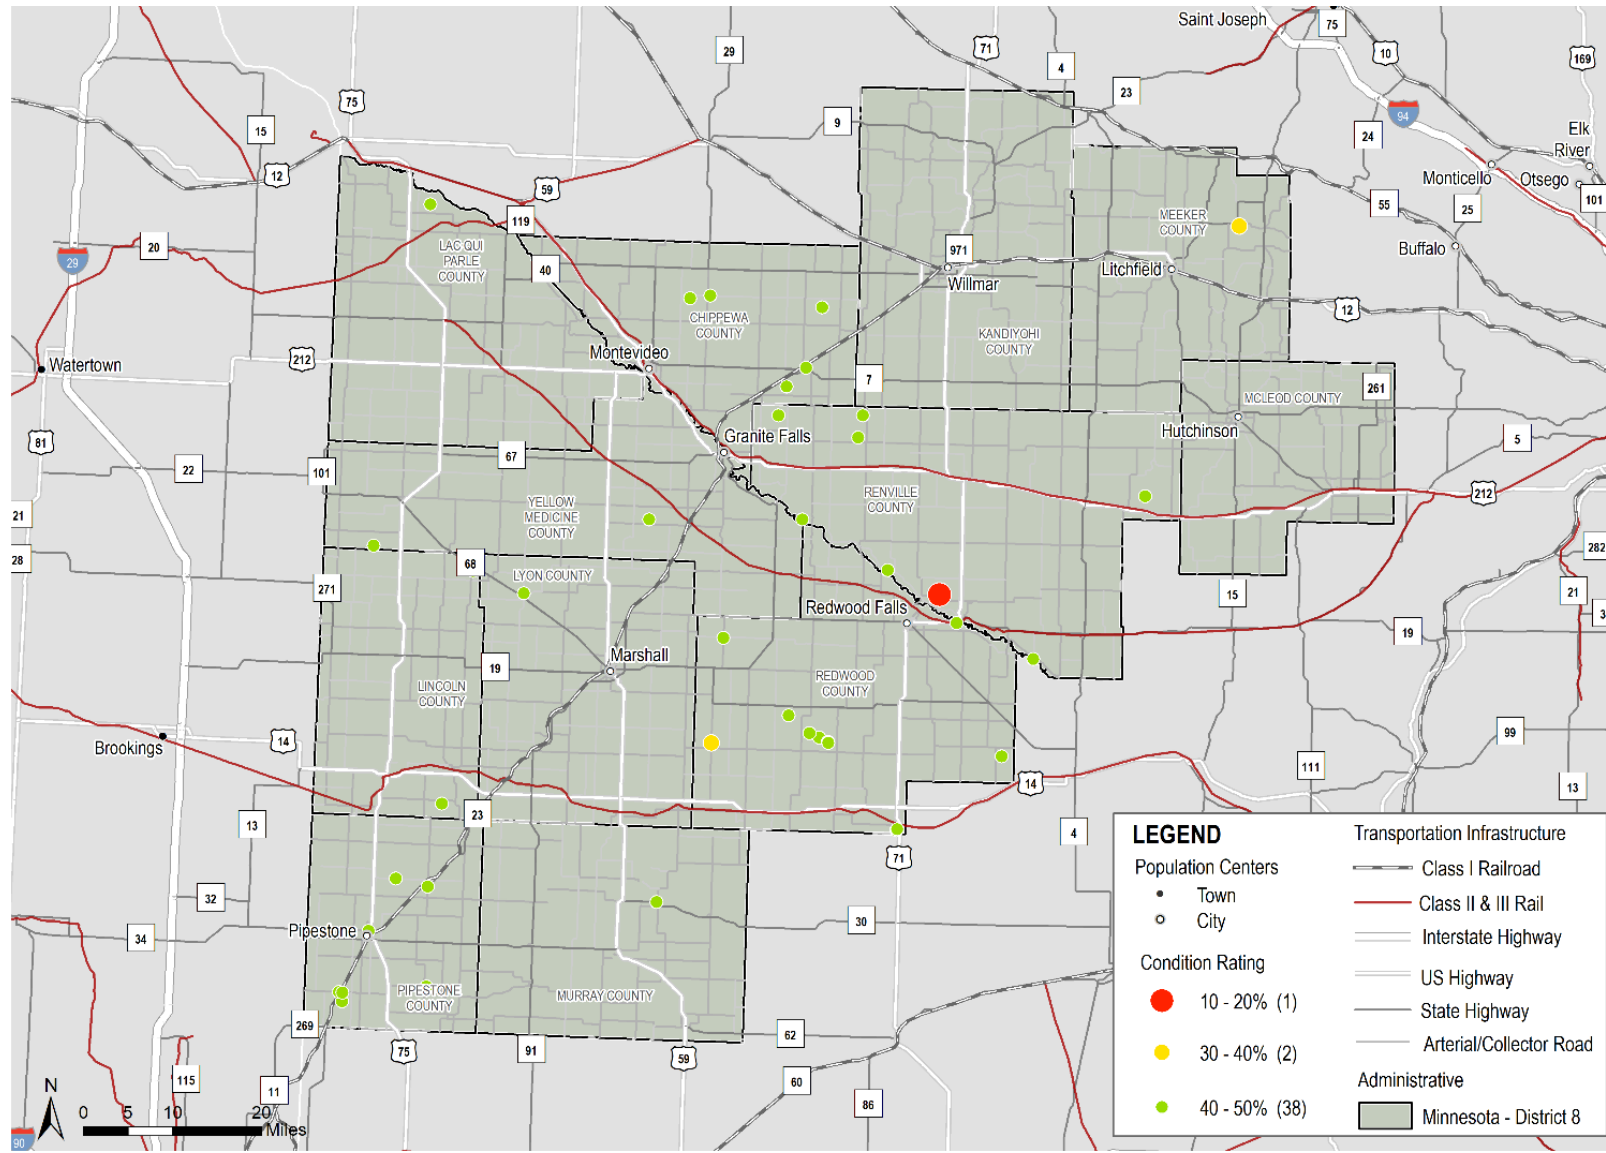 Saint Joseph
75
71
29
10
169
4
23
94
75
15
9
24
Elk
River
12
59
Monticello
Otsego
101
119
MEEKER
COUNTY
55
25
20
LAC QUI
PARLE
COUNTY
971
Buffalo
29
40
Litchfield
Willmar
12
CHIPPEWA
COUNTY
KANDIYOHI
COUNTY
212
Montevideo
Watertown
7
261
MCLEOD COUNTY
81
Granite Falls
Hutchinson
5
67
22
101
212
RENVILLE
COUNTY
YELLOW
MEDICINE
COUNTY
21
28
282
68
LYON COUNTY
271
15
21
Redwood Falls
3
19
Marshall
19
REDWOOD
COUNTY
LINCOLN
COUNTY
14
Brookings
99
111
14
13
23
13
4
71
32
30
Pipestone
34
PIPESTONE
COUNTY
MURRAY COUNTY
269
62
91
75
59
115
60
11
86
90
N
0 5 10 20
Miles
LEGEND
Population Centers
Town
City
Condition Rating
10 - 20% (1)
30 - 40% (2)
40 - 50% (38)
Transportation Infrastructure
Class I Railroad
Class II & III Rail
Interstate Highway
US Highway
State Highway
Arterial/Collector Road
Administrative
Minnesota - District 8